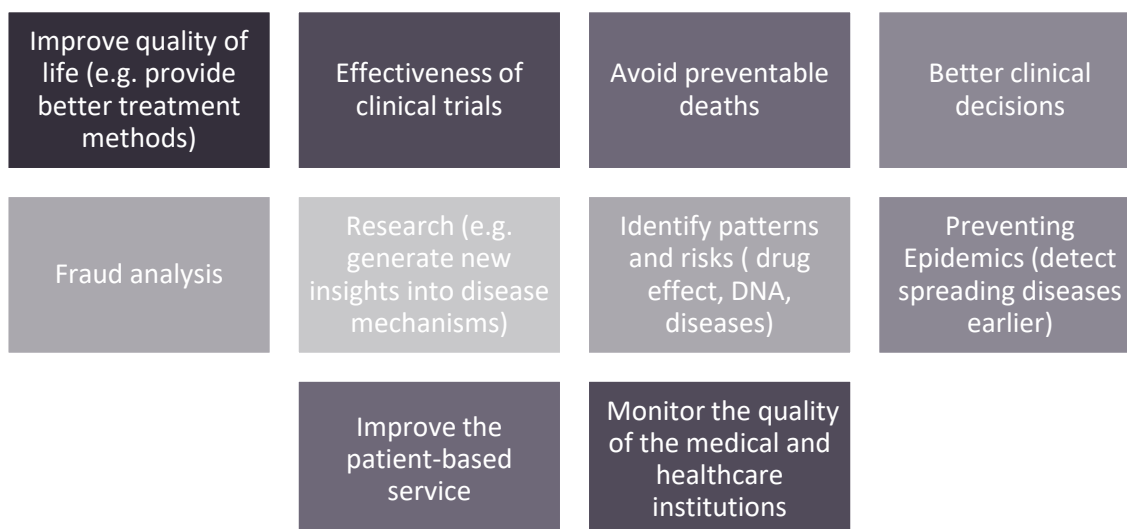 Improve quality of
life (e.g. provide
better treatment
methods)
Effectiveness of
clinical trials
Avoid preventable
deaths
Better clinical
decisions
Fraud analysis
Research (e.g.
generate new
insights into disease
mechanisms)
Identify patterns
and risks ( drug
effect, DNA,
diseases)
Preventing
Epidemics (detect
spreading diseases
earlier)
Improve the
patient-based
service
Monitor the quality
of the medical and
healthcare
institutions